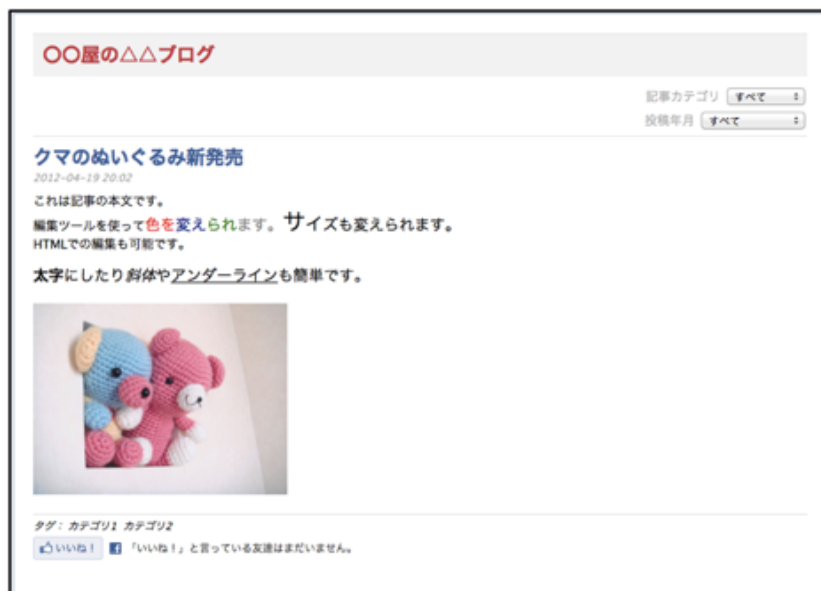 〇〇屋の△△ブログ
記事カテゴリ すべて
投稿年月 すべて
クマのぬいぐるみ新発売
2012-04-19 20:02
これは記事の本文です。
編集ツールを使って色を変えられます。サイズも変えられます。
HTMLでの編集も可能です。
太字にしたり斜体やアンダーラインも簡単です。
タグ： カテゴリ1 カテゴリ2
いいね！ 「いいね！」と言っている友達はまだいません。